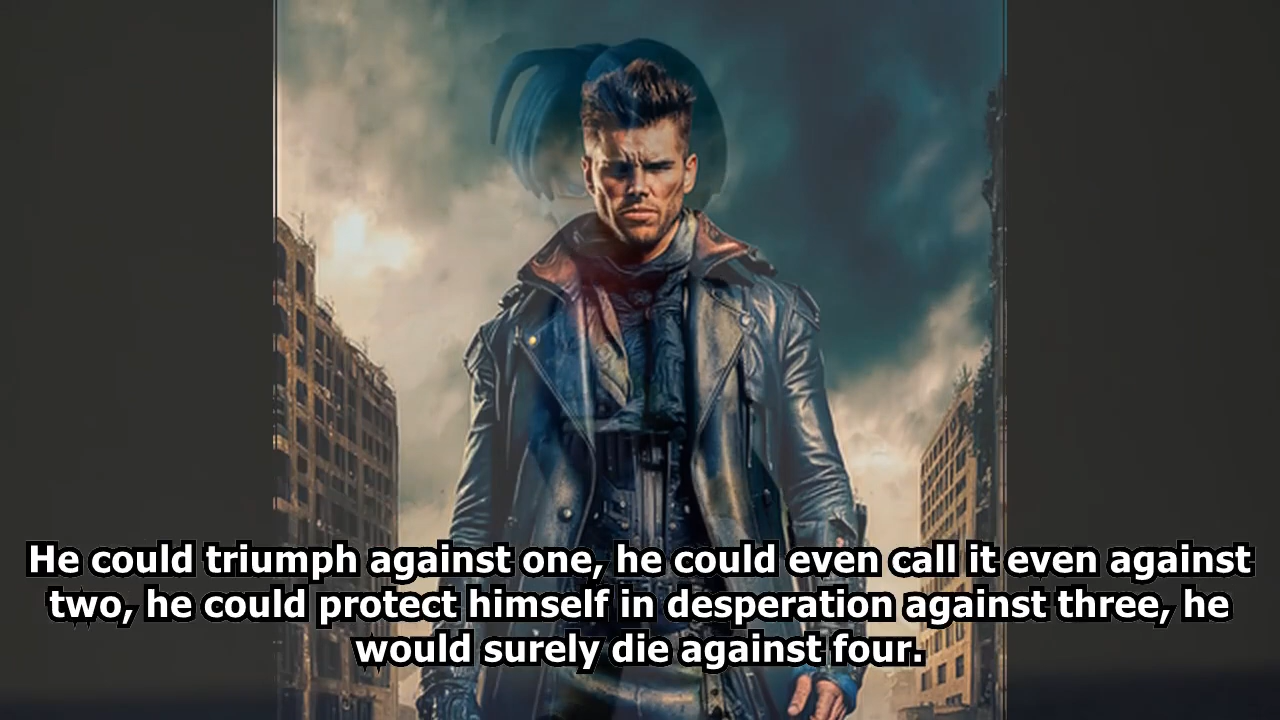 He could triumph against one, he could even call it even against
two, he could protect himself in desperation against three, he
would surely die against four.